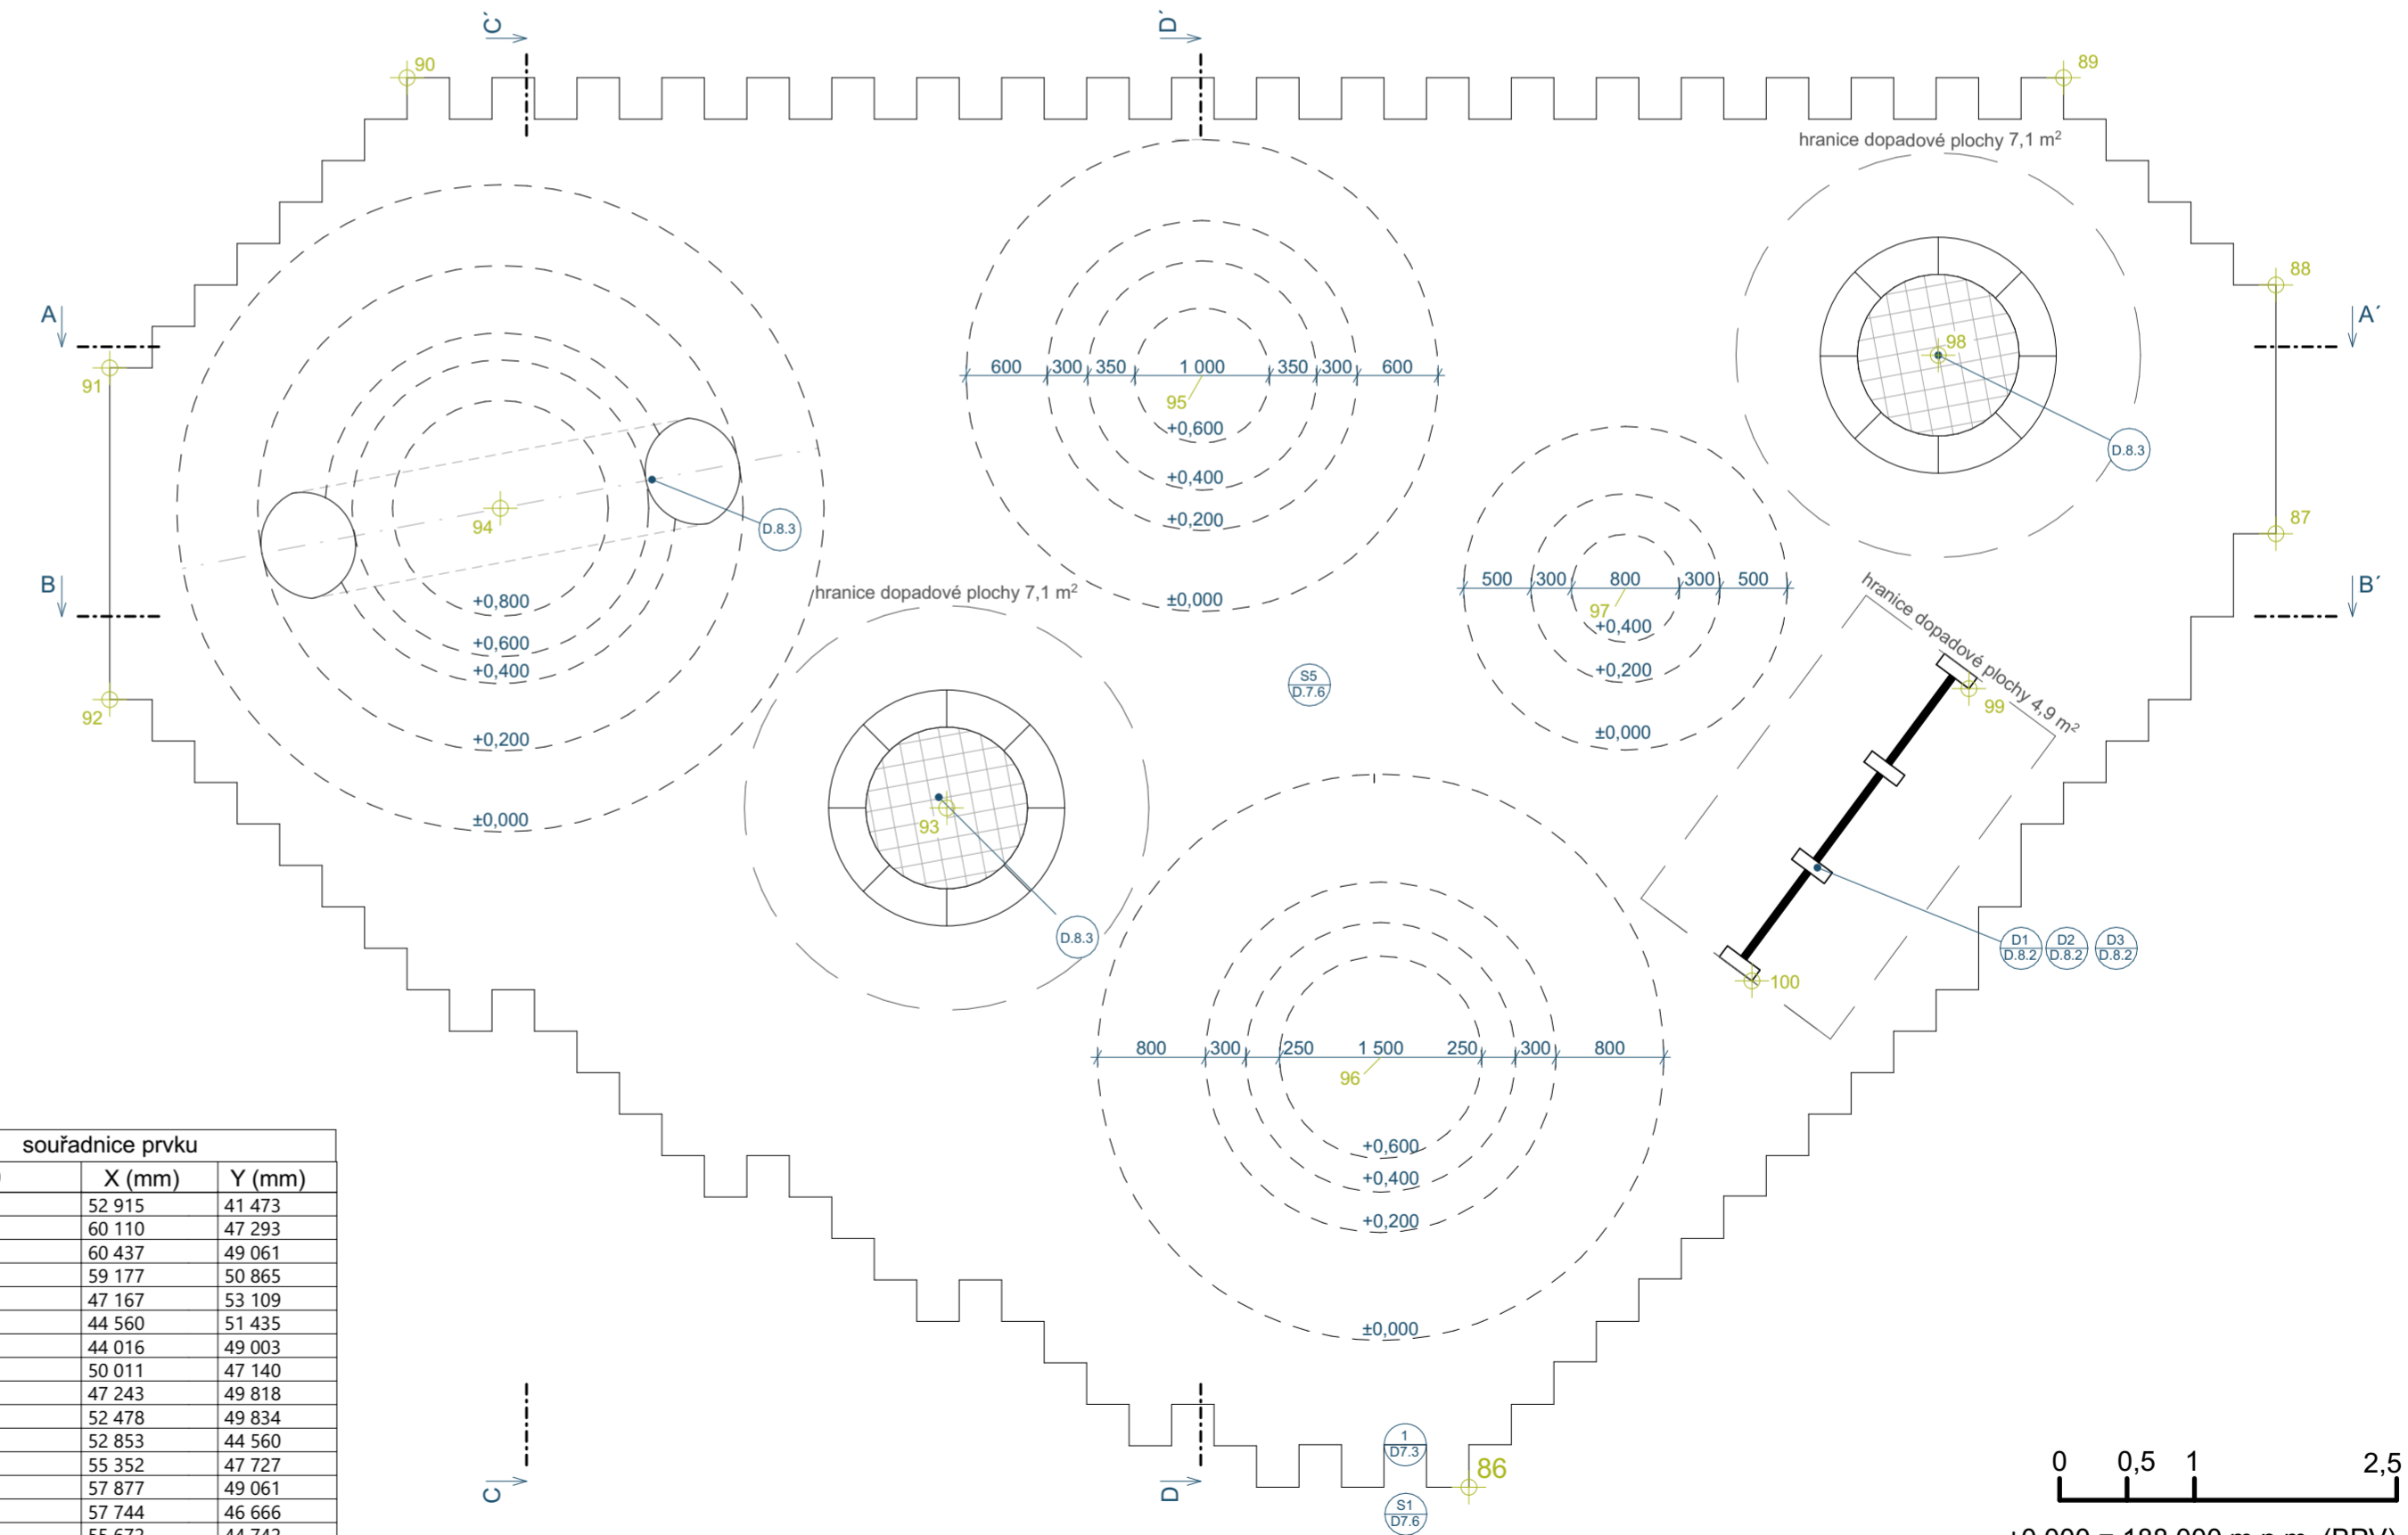 C´
D´
90
89
hranice dopadové plochy 7,1 m²
88
A
A´
91
98
600 300 350 1 000 350 300 600
95
+0,600
D.8.3
+0,400
94
+0,200
D.8.3
87
B
B´
hranice dopadové plochy 7,1 m²
±0,000
500 300 800 300 500
97
+0,800
+0,400
+0,600
+0,400
+0,200
hranice dopadové plochy 4,9 m²
S5
D.7.6
99
92
+0,200
±0,000
±0,000
93
D.8.3
D1
D.8.2
D2
D.8.2
D3
D.8.2
100
800 300 250 1 500 250 300 800
96
+0,600
+0,400
+0,200
±0,000
souřadnice prvku
X (mm) Y (mm)
52 915 41 473
60 110 47 293
60 437 49 061
59 177 50 865
47 167 53 109
44 560 51 435
44 016 49 003
50 011 47 140
47 243 49 818
52 478 49 834
52 853 44 560
55 352 47 727
57 877 49 061
57 744 46 666
55 672 44 742
C
D
1
D7.3
86
S1
D7.6
0 0,5 1 2,5
±0,000 = 188,000 m.n.m. (BPV)